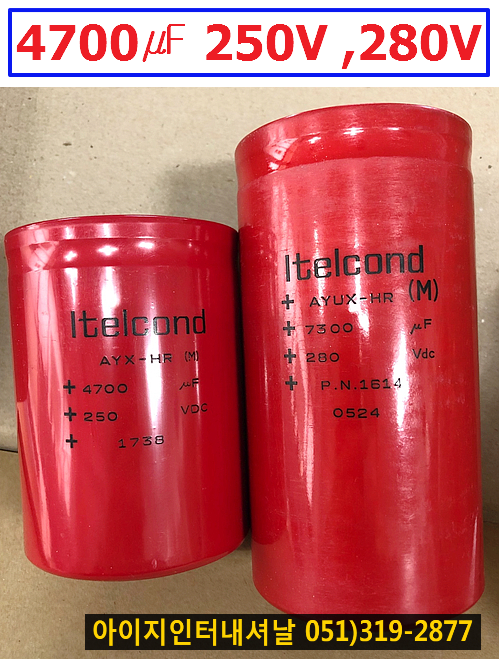 4700㎌ 250V ,280V
Itelcond
AYX-HR (M)
+ 4700 µF
+ 250 VDC
+ 1738
Itelcond
+ AYUX-HR (M)
+ 7300 µF
+ 280 Vdc
+ P.N.1614
0524
아이지인터내셔날 051)319-2877